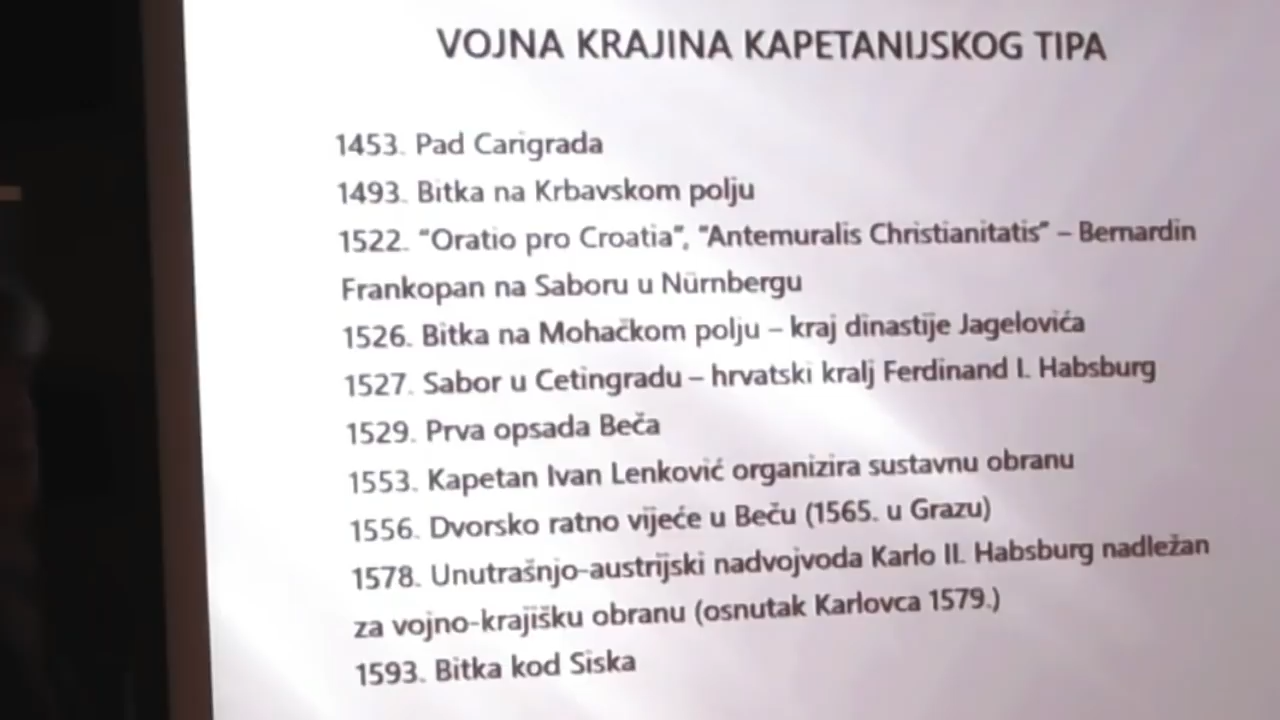 VOJNA KRAJINA KAPETANIJSKOG TIPA
1453. Pad Carigrada
1493. Bitka na Krbavskom polju
1522. "Oratio pro Croatia", "Antemuralis Christianitatis" – Bernardin
Frankopan na Saboru u Nürnbergu
1526. Bitka na Mohačkom polju – kraj dinastije Jagelovića
1527. Sabor u Cetingradu – hrvatski kralj Ferdinand I. Habsburg
1529. Prva opsada Beča
1553. Kapetan Ivan Lenković organizira sustavnu obranu
1556. Dvorsko ratno vijeće u Beču (1565. u Grazu)
1578. Unutrašnjo-austrijski nadvojvoda Karlo II. Habsburg nadležan
za vojno-krajišku obranu (osnutak Karlovca 1579.)
1593. Bitka kod Siska